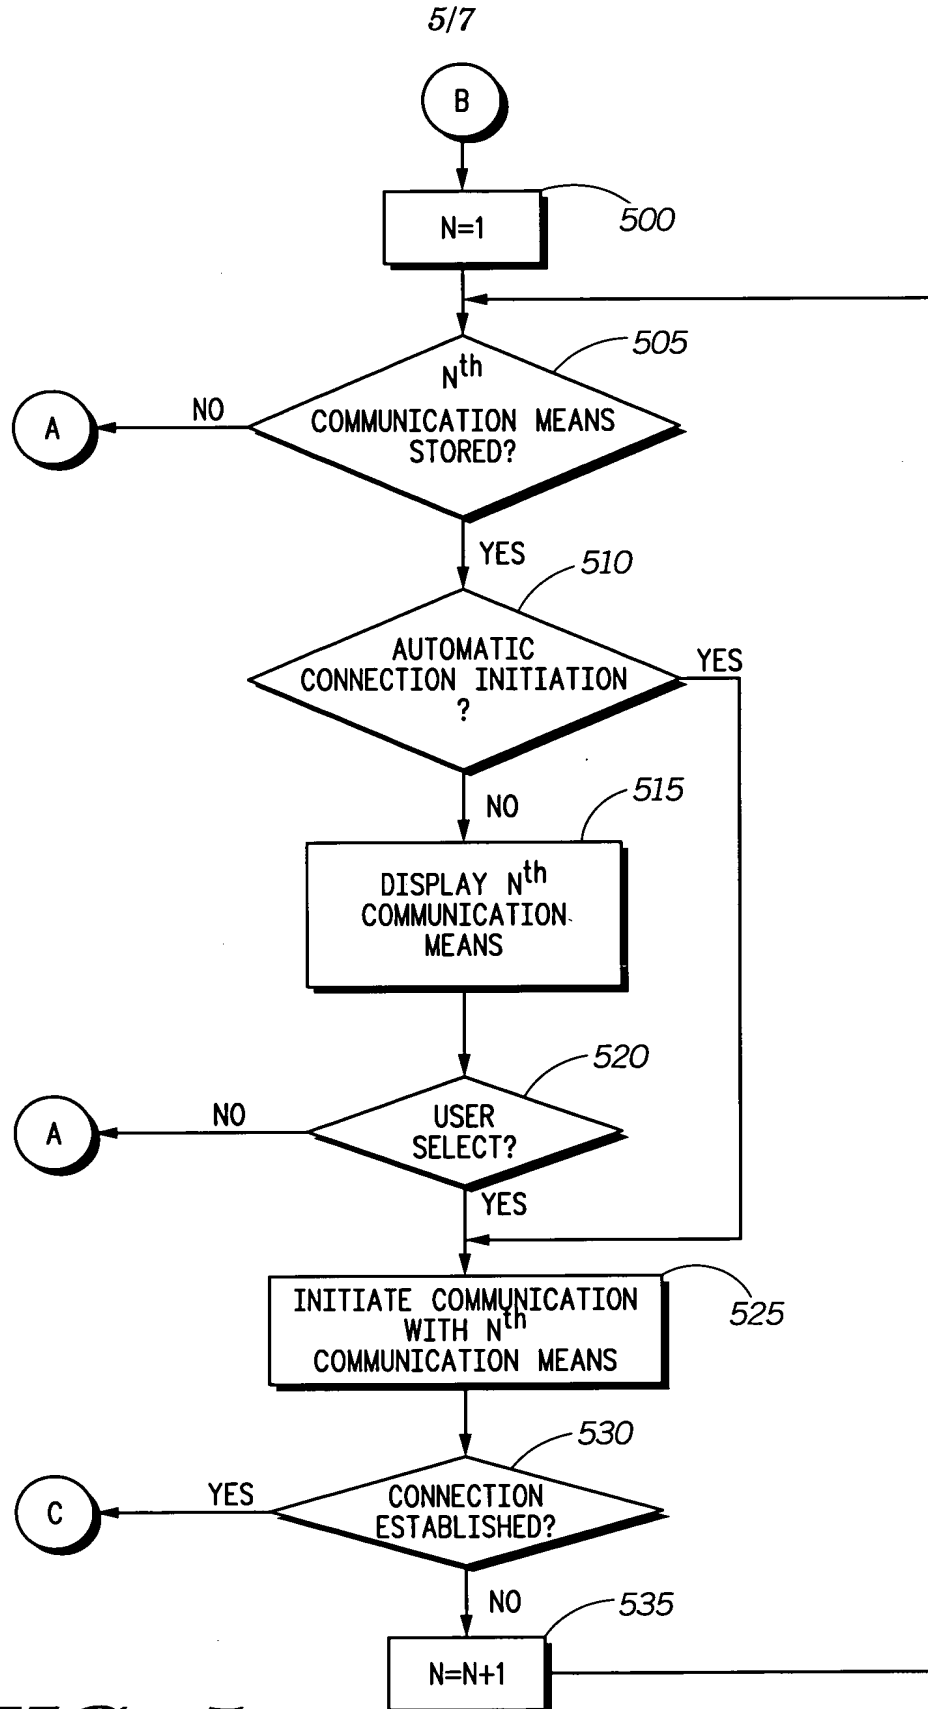 5/7
B
N=1
500
505
Nth
COMMUNICATION MEANS
STORED?
NO
A
YES
510
AUTOMATIC
CONNECTION INITIATION
?
YES
NO
515
DISPLAY Nth
COMMUNICATION
MEANS
520
USER
SELECT?
NO
A
YES
525
INITIATE COMMUNICATION
WITH Nth
COMMUNICATION MEANS
530
CONNECTION
ESTABLISHED?
YES
C
NO
535
N=N+1